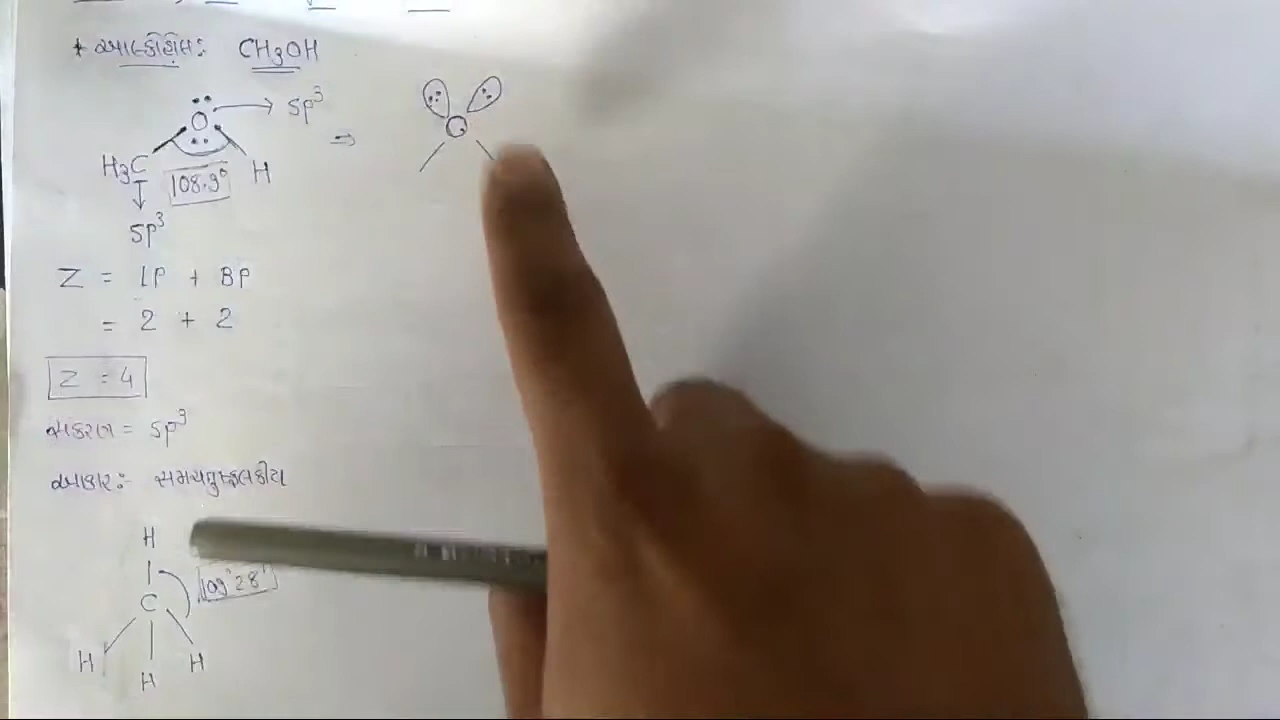 * આલ્કોહોલ: CH3OH
O → sp3 ⇒ O
H3C 108.9° H
↓
sp3
Z = LP + BP
= 2 + 2
Z = 4
સંકરણ = sp3
આકાર:- સમચતુષ્ફલકીય
H
C 109°28'
H H
H